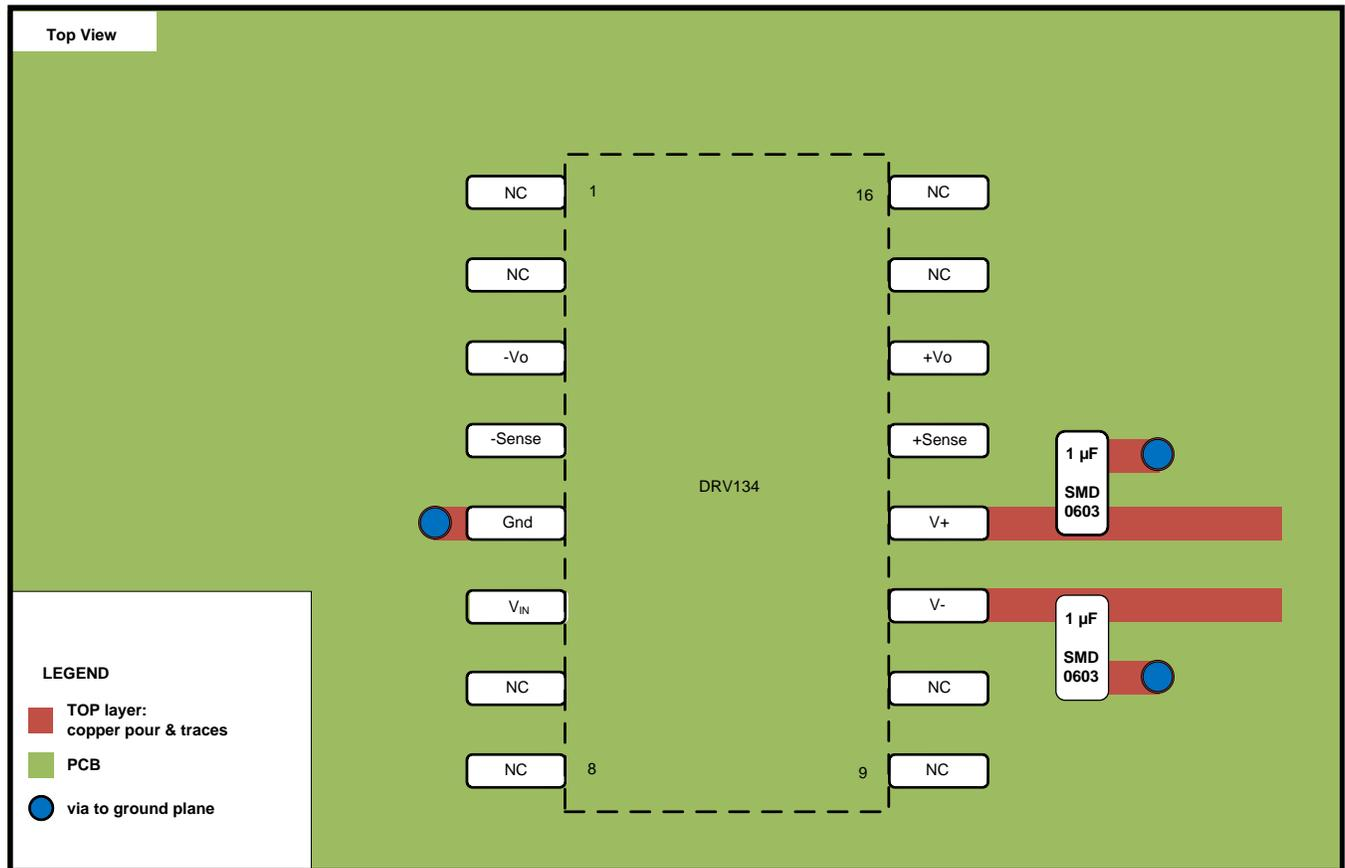 Top View
NC
1
16
NC
NC
NC
-Vo
+Vo
-Sense
+Sense
1 µF
SMD
0603
DRV134
Gnd
V+
VIN
V-
1 µF
SMD
0603
NC
NC
NC
8
9
NC
LEGEND
TOP layer:
copper pour & traces
PCB
via to ground plane